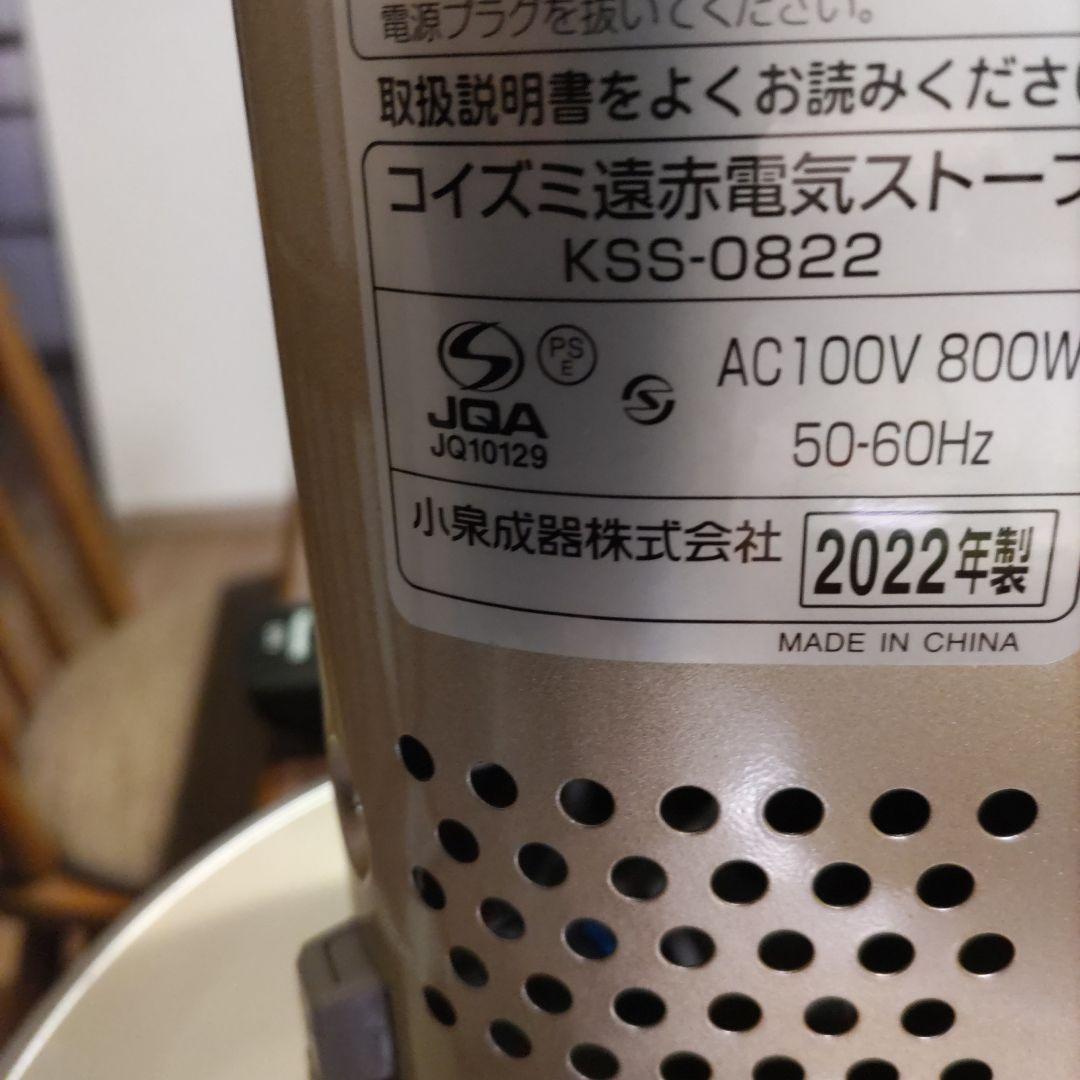 電源プラグを抜いてください。
取扱説明書をよくお読みくださ
コイズミ遠赤電気ストーブ
KSS-0822
PS
E
AC100V 800W
JQA
JQ10129
50-60Hz
小泉成器株式会社
2022年製
MADE IN CHINA